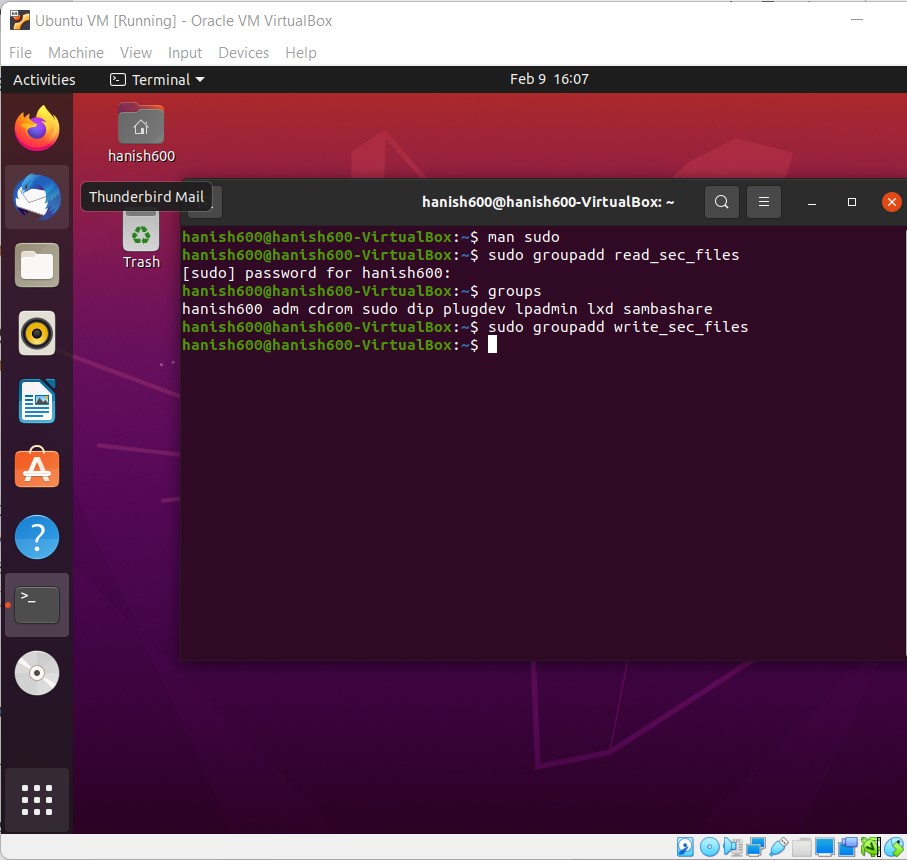 Ubuntu VM [Running] - Oracle VM VirtualBox
File Machine View Input Devices Help
Activities Terminal Feb 9 16:07
hanish600
Thunderbird Mail
Trash
hanish600@hanish600-VirtualBox: ~
hanish600@hanish600-VirtualBox:~$ man sudo
hanish600@hanish600-VirtualBox:~$ sudo groupadd read_sec_files
[sudo] password for hanish600:
hanish600@hanish600-VirtualBox:~$ groups
hanish600 adm cdrom sudo dip plugdev lpadmin lxd sambashare
hanish600@hanish600-VirtualBox:~$ sudo groupadd write_sec_files
hanish600@hanish600-VirtualBox:~$